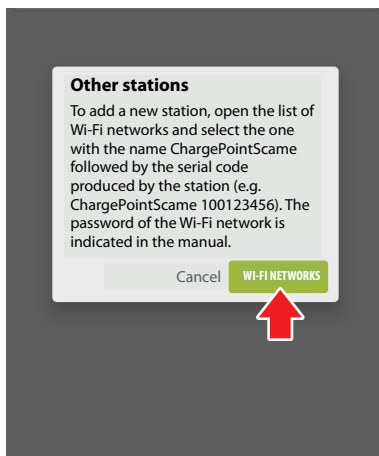 Other stations
To add a new station, open the list of
Wi-Fi networks and select the one
with the name ChargePointScame
followed by the serial code
produced by the station (e.g.
ChargePointScame 100123456). The
password of the Wi-Fi network is
indicated in the manual.
Cancel WI-FI NETWORKS